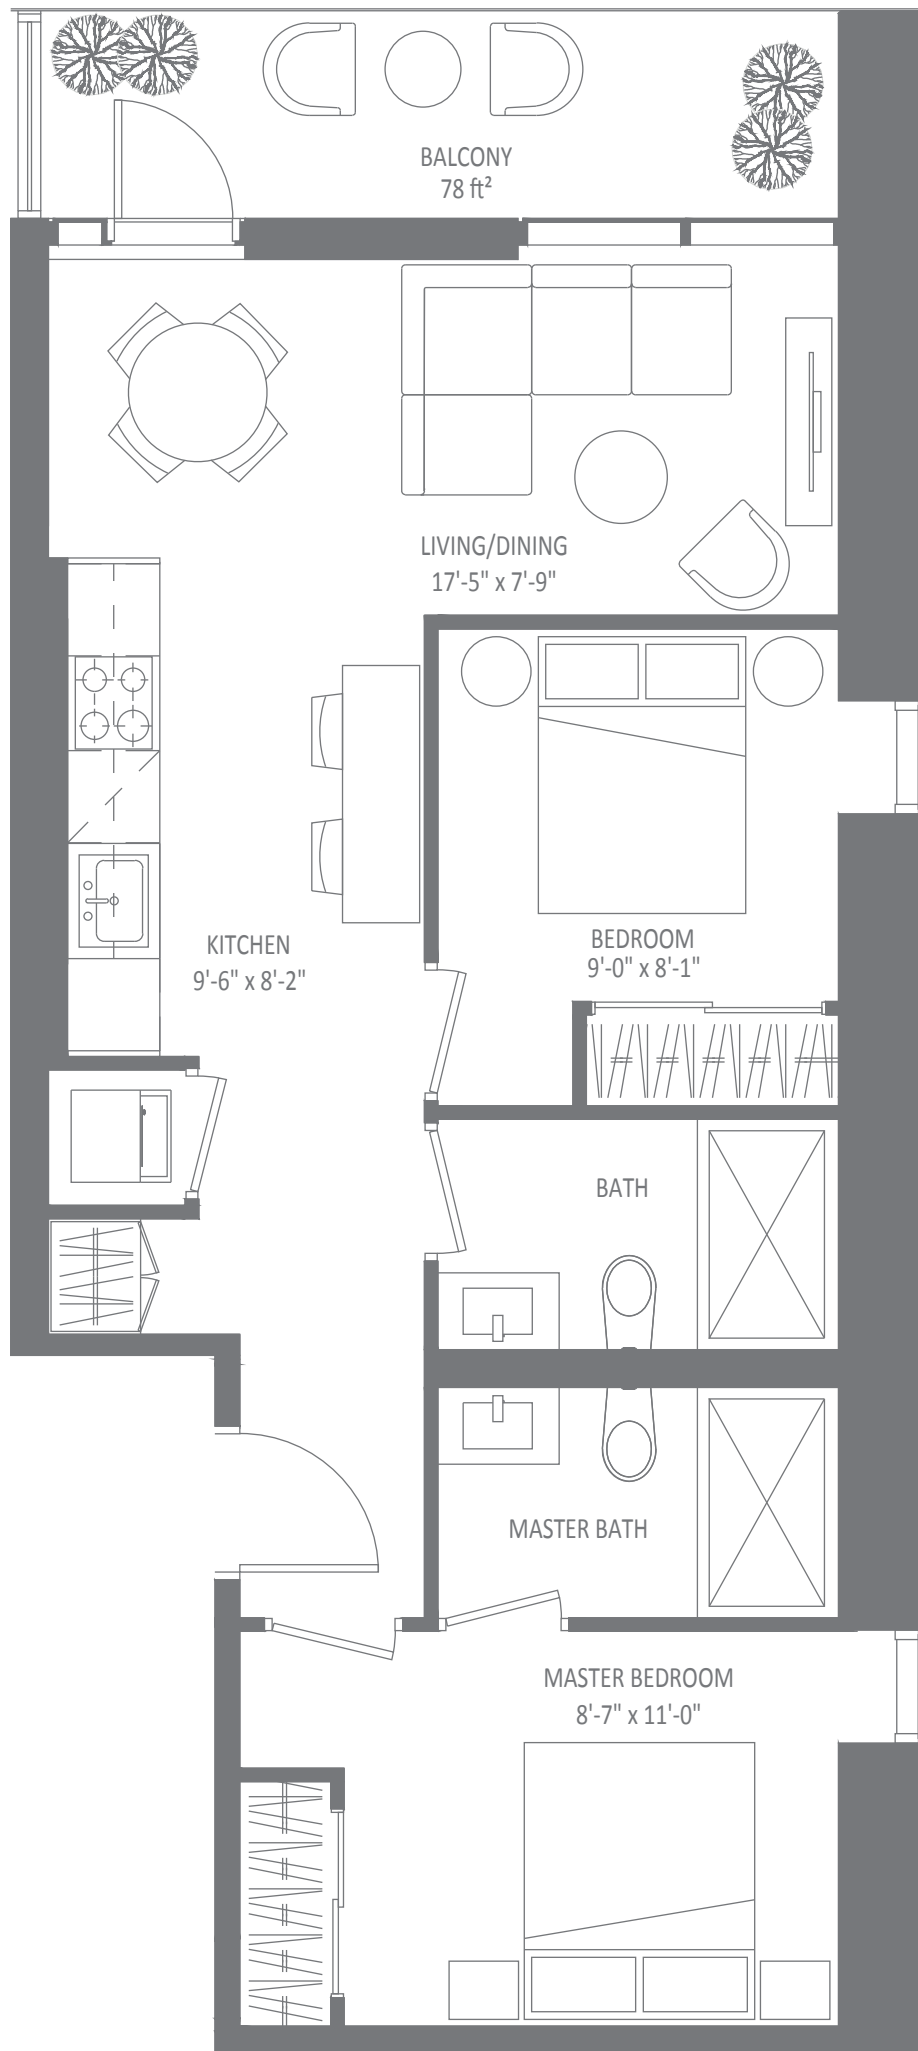 BALCONY
78 ft²
LIVING/DINING
17'-5" x 7'-9"
KITCHEN
9'-6" x 8'-2"
BEDROOM
9'-0" x 8'-1"
BATH
MASTER BATH
MASTER BEDROOM
8'-7" x 11'-0"